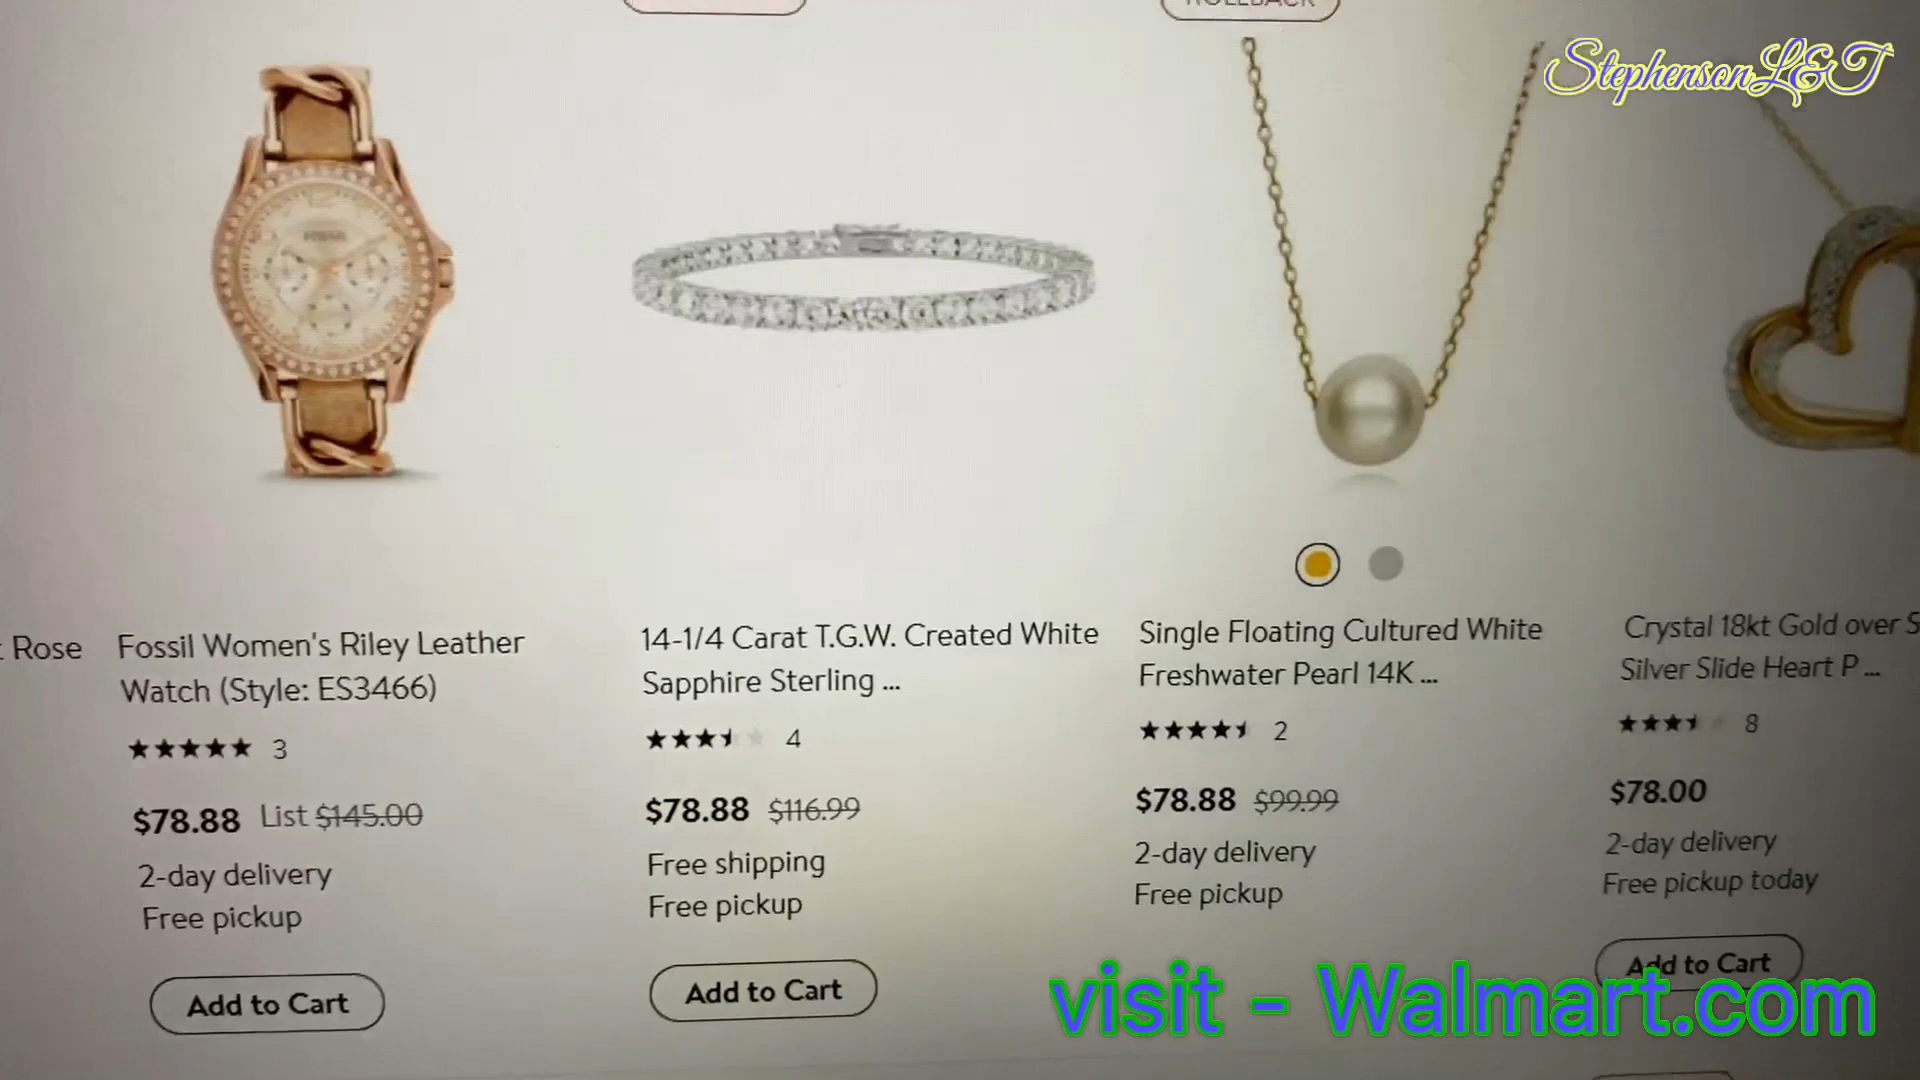 ROLLBACK
StephensonL&T
FOSSIL
Rose
Fossil Women's Riley Leather
Watch (Style: ES3466)
3
$78.88 List $145.00
2-day delivery
Free pickup
Add to Cart
14-1/4 Carat T.G.W. Created White
Sapphire Sterling ...
4
$78.88 $116.99
Free shipping
Free pickup
Add to Cart
Single Floating Cultured White
Freshwater Pearl 14K ...
2
$78.88 $99.99
2-day delivery
Free pickup
Crystal 18kt Gold over S
Silver Slide Heart P ...
8
$78.00
2-day delivery
Free pickup today
Add to Cart
visit - Walmart.com